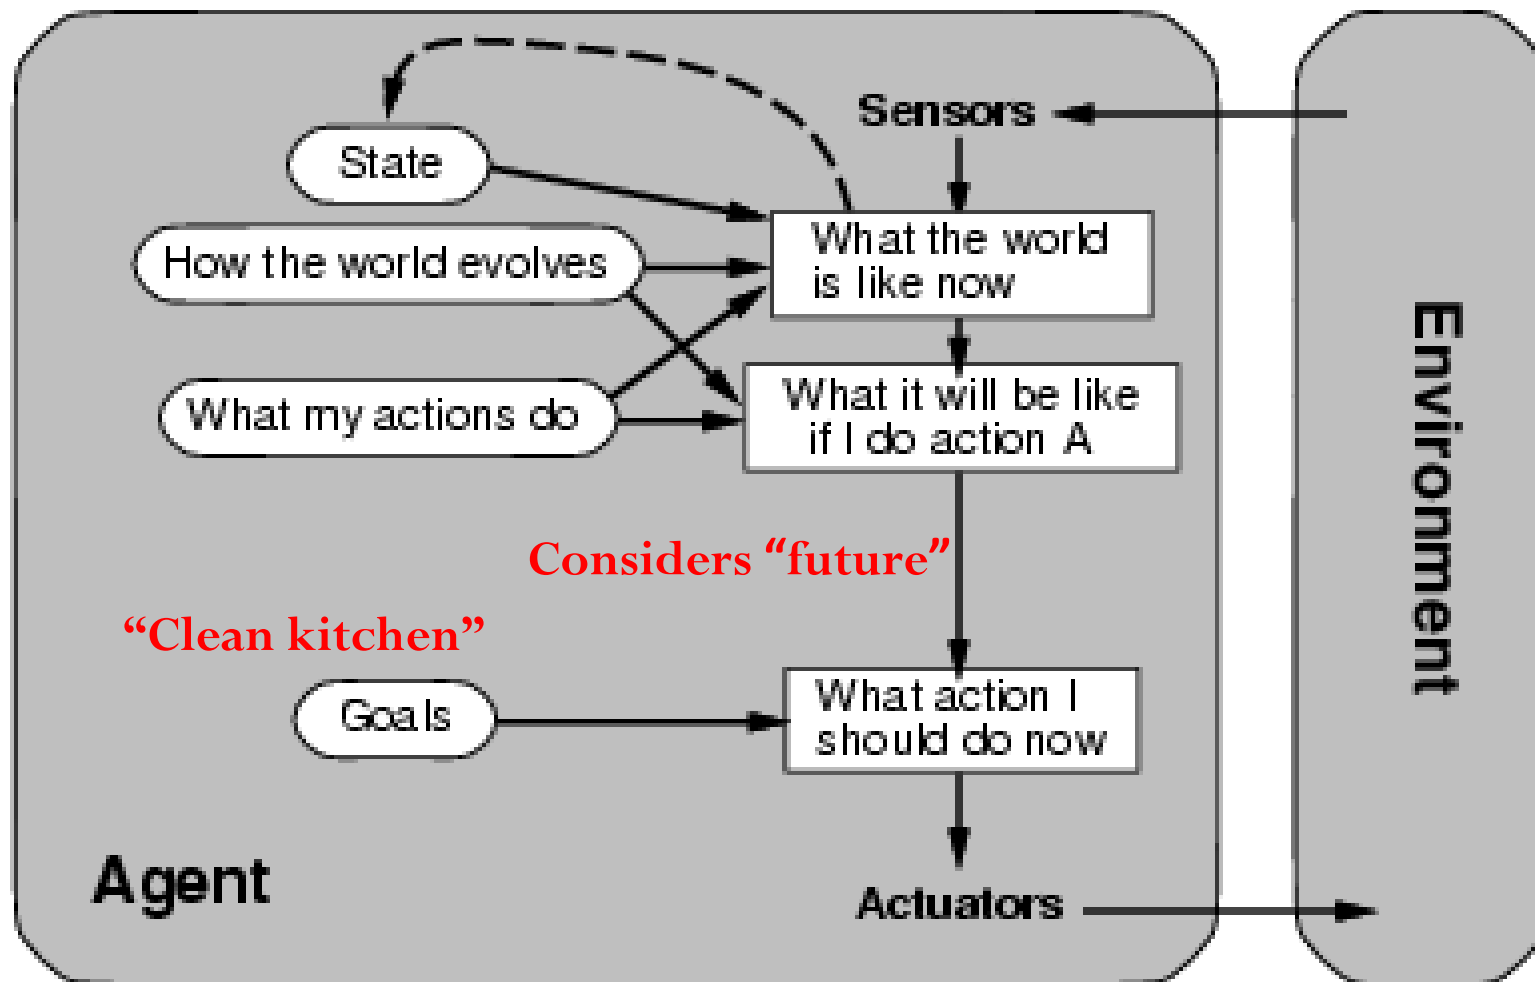 Sensors
State
What the world
is like now
How the world evolves
What my actions do
What it will be like
if I do action A
Considers “future”
“Clean kitchen”
Goals
What action I
should do now
Agent
Actuators
Environment